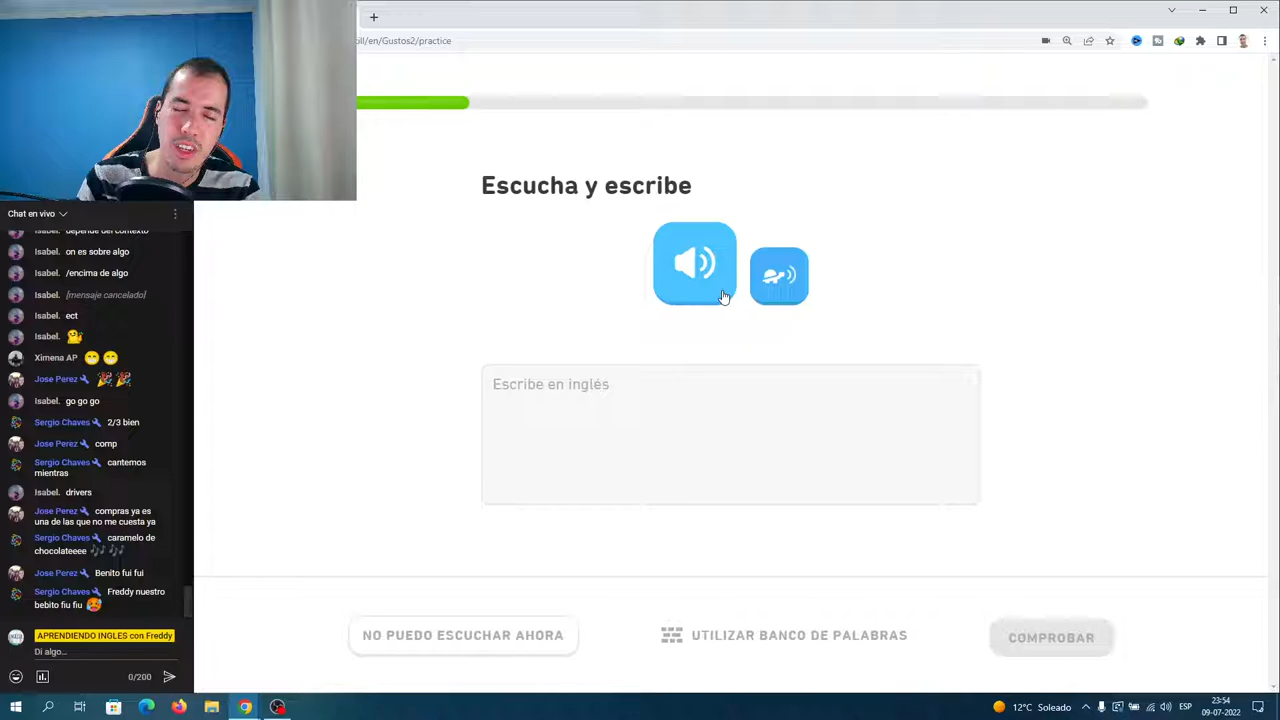 ill/en/Gustos2/practice
Escucha y escribe
Escribe en inglés
NO PUEDO ESCUCHAR AHORA
UTILIZAR BANCO DE PALABRAS
COMPROBAR
Chat en vivo
Isabel. depende del contexto
Isabel. on es sobre algo
Isabel. /encima de algo
Isabel. [mensaje cancelado]
Isabel. ect
Isabel.
Ximena AP
Jose Perez
Isabel. go go go
Sergio Chaves 2/3 bien
Jose Perez comp
Sergio Chaves cantemos
mientras
Isabel. drivers
Jose Perez compras ya es
una de las que no me cuesta ya
Sergio Chaves caramelo de
chocolateeee
Jose Perez Benito fui fui
Sergio Chaves Freddy nuestro
bebito fiu fiu
APRENDIENDO INGLES con Freddy
Di algo...
0/200
12°C Soleado
ESP
23:54
09-07-2022